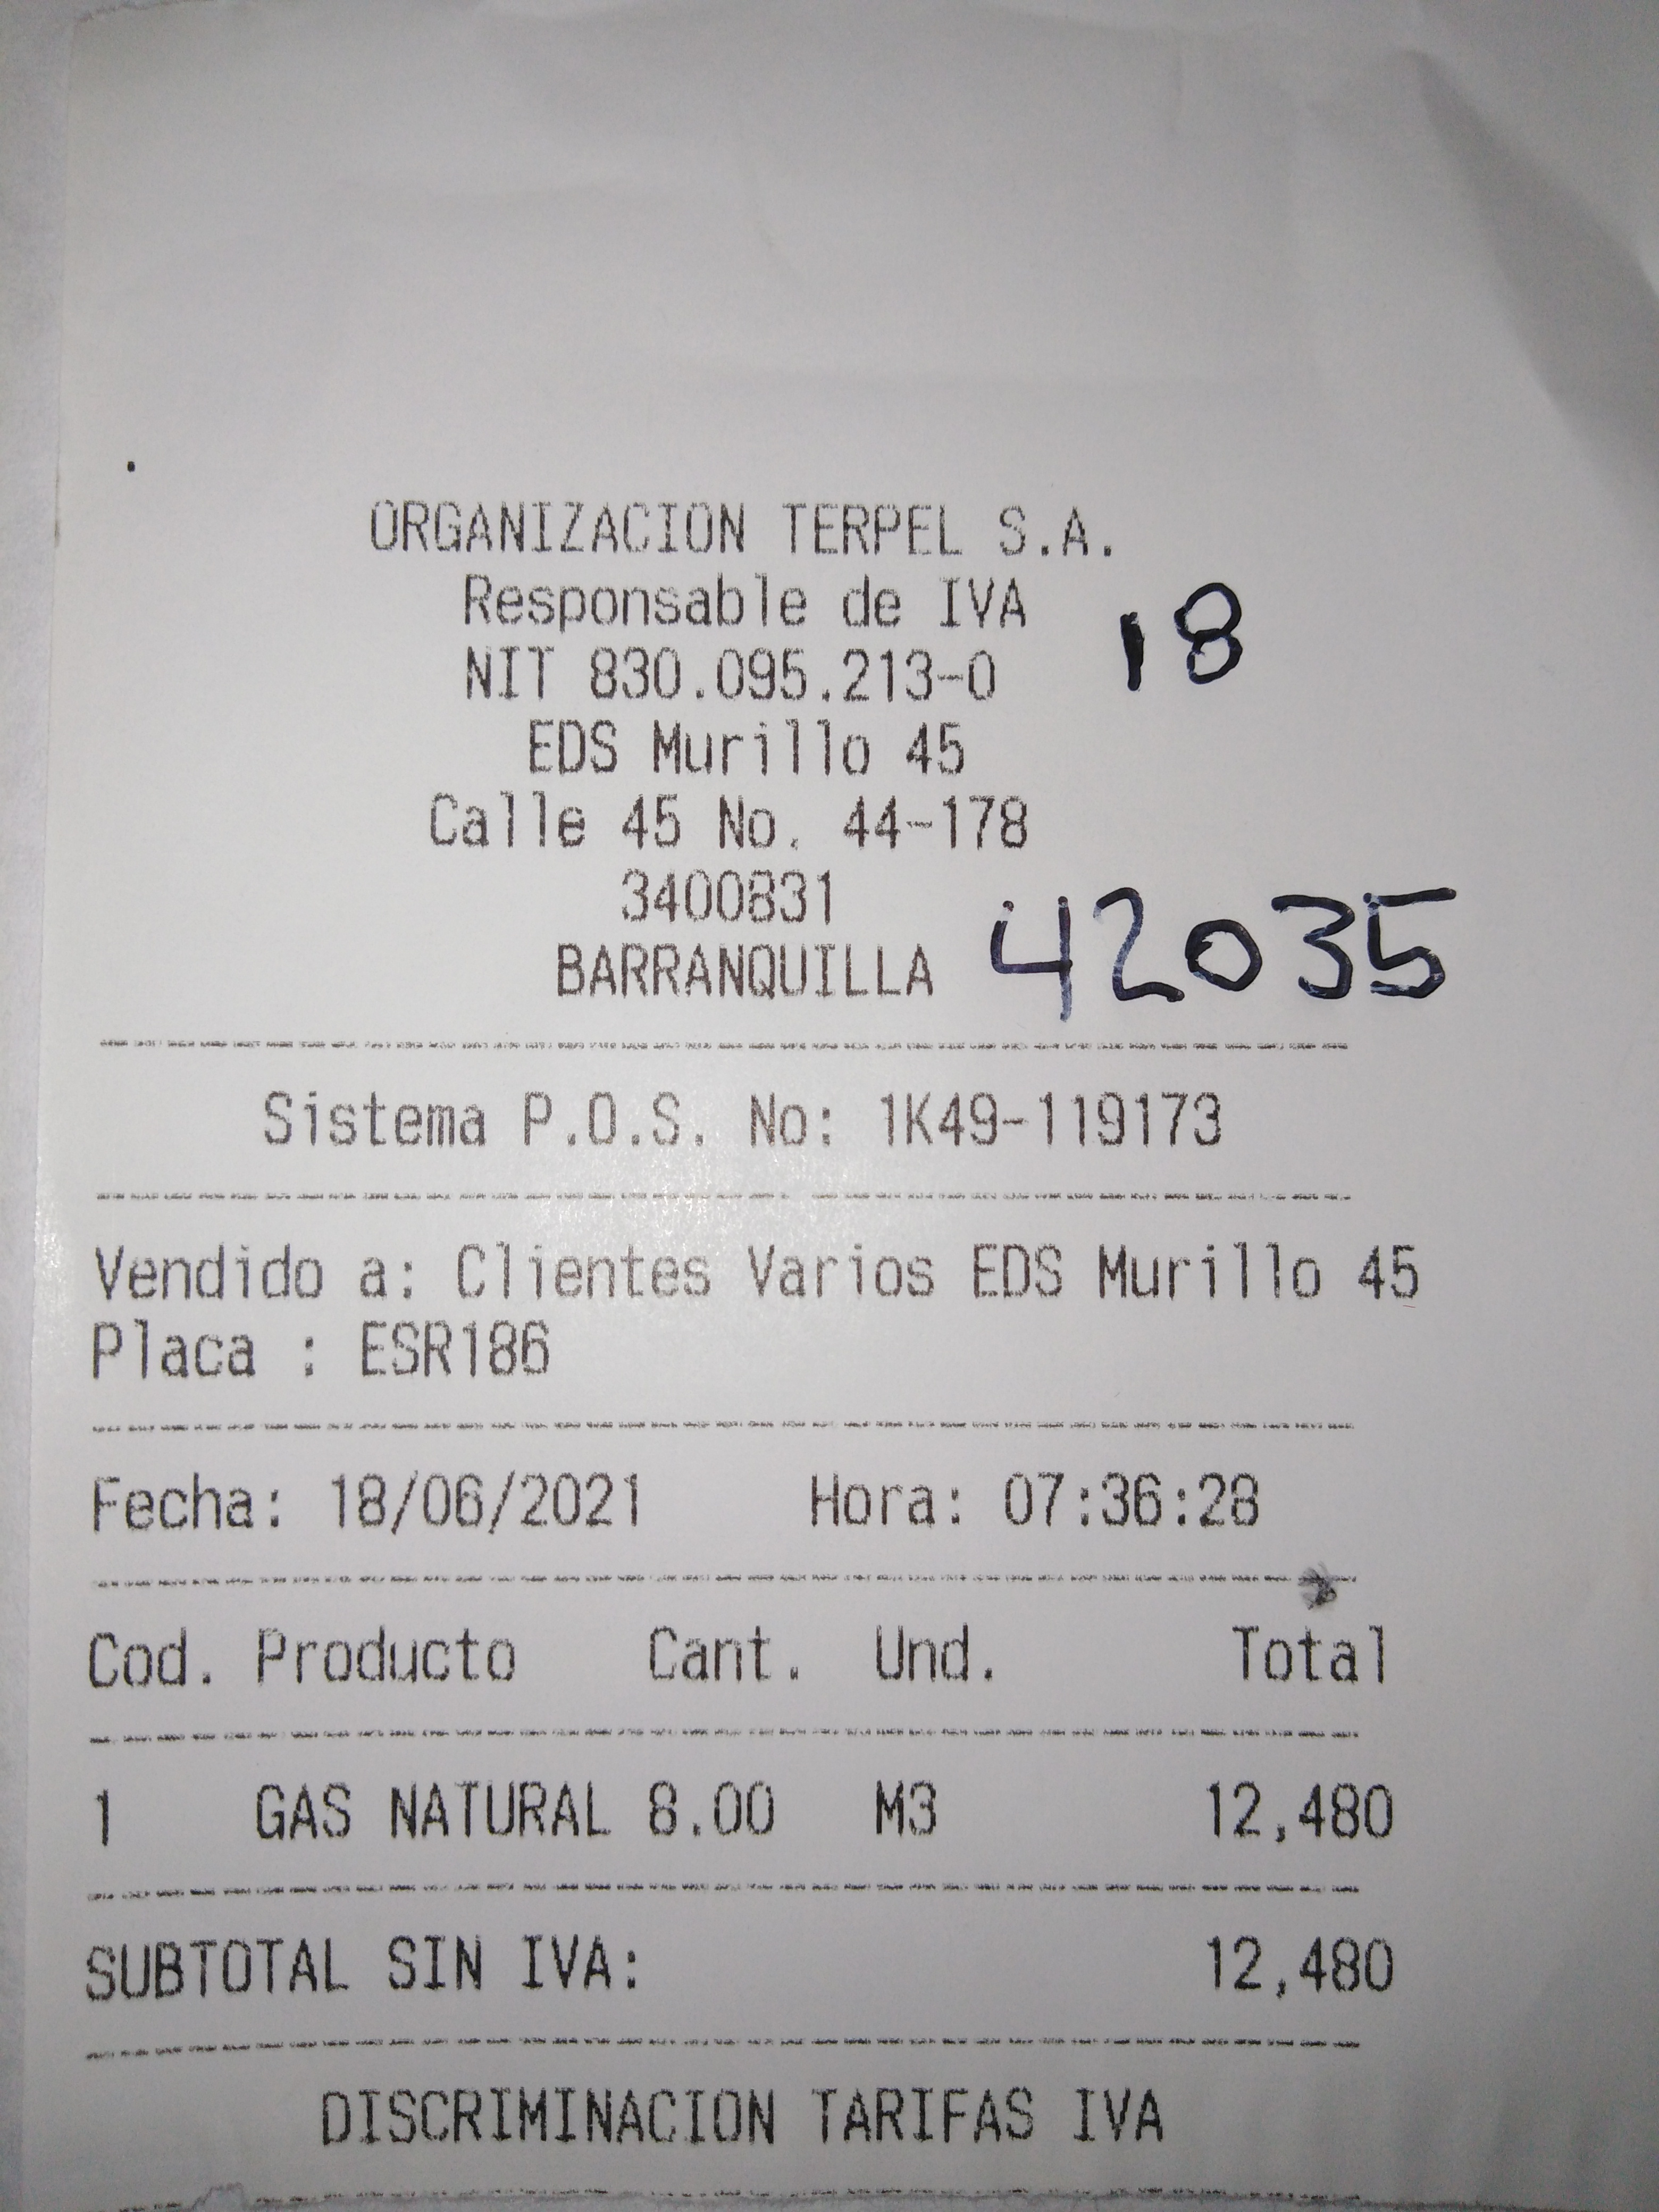 ORGANIZACION TERPEL S.A.
Responsable de IVA
18
NIT 830.095.213-0
EDS Murillo 45
Calle 45 No. 44-178
3400831
BARRANQUILLA 42035
Sistema P.O.S. No: 1K49-119173
Vendido a: Clientes Varios EDS Murillo 45
Placa : ESR186
Fecha: 18/06/2021 Hora: 07:36:28
Cod. Producto Cant. Und. Total
1 GAS NATURAL 8.00 M3 12,480
SUBTOTAL SIN IVA: 12,480
DISCRIMINACION TARIFAS IVA